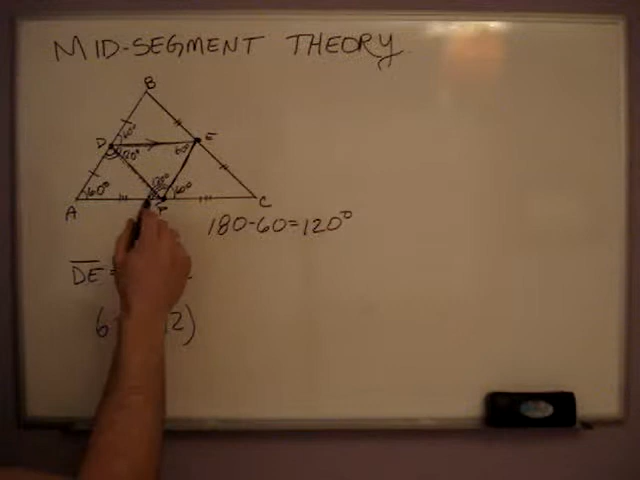 MID-SEGMENT THEORY
B
D
60°
E
120°
60°
120°
60°
60°
A
F
C
180-60=120°
DE =
6
2)